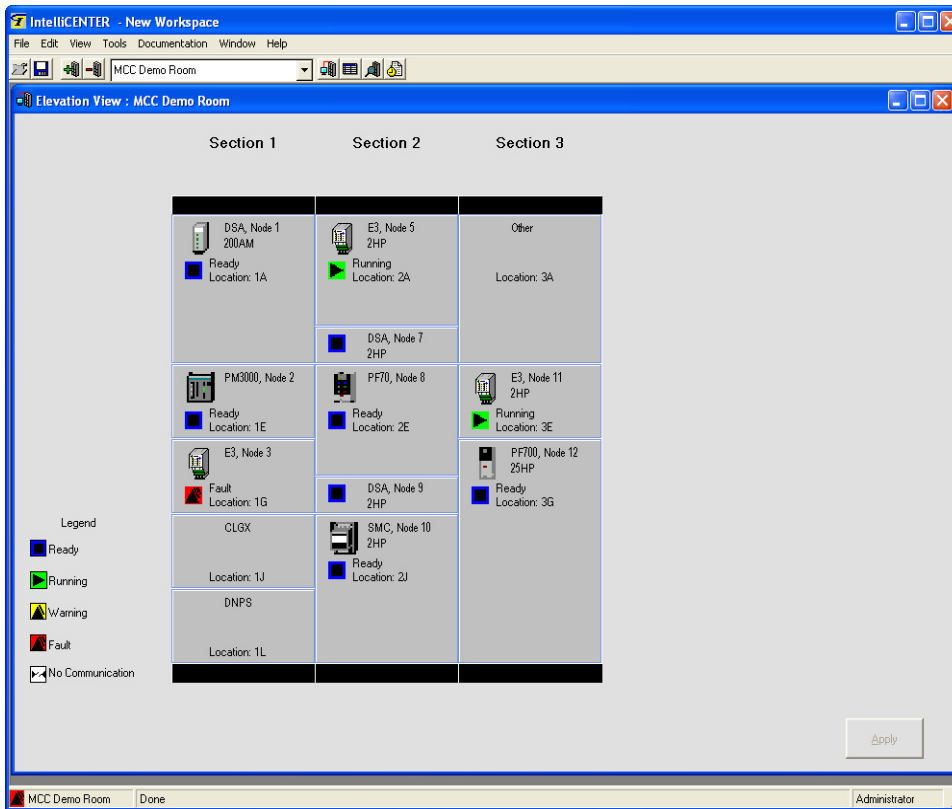 IntelliCENTER - New Workspace
File Edit View Tools Documentation Window Help
MCC Demo Room
Elevation View : MCC Demo Room
Section 1 Section 2 Section 3
DSA, Node 1
200AM
Ready
Location: 1A
E3, Node 5
2HP
Running
Location: 2A
Other
Location: 3A
DSA, Node 7
2HP
PM3000, Node 2
Ready
Location: 1E
PF70, Node 8
Ready
Location: 2E
E3, Node 11
2HP
Running
Location: 3E
E3, Node 3
Fault
Location: 1G
DSA, Node 9
2HP
PF700, Node 12
25HP
Ready
Location: 3G
CLGX
Location: 1J
SMC, Node 10
2HP
Ready
Location: 2J
DNPS
Location: 1L
Legend
Ready
Running
Warning
Fault
No Communication
Apply
MCC Demo Room Done Administrator